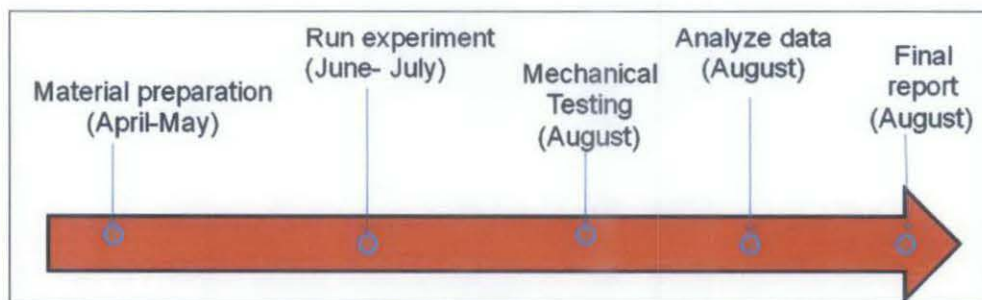 Material preparation
(April-May)
Run experiment
(June- July)
Mechanical
Testing
(August)
Analyze data
(August)
Final
report
(August)